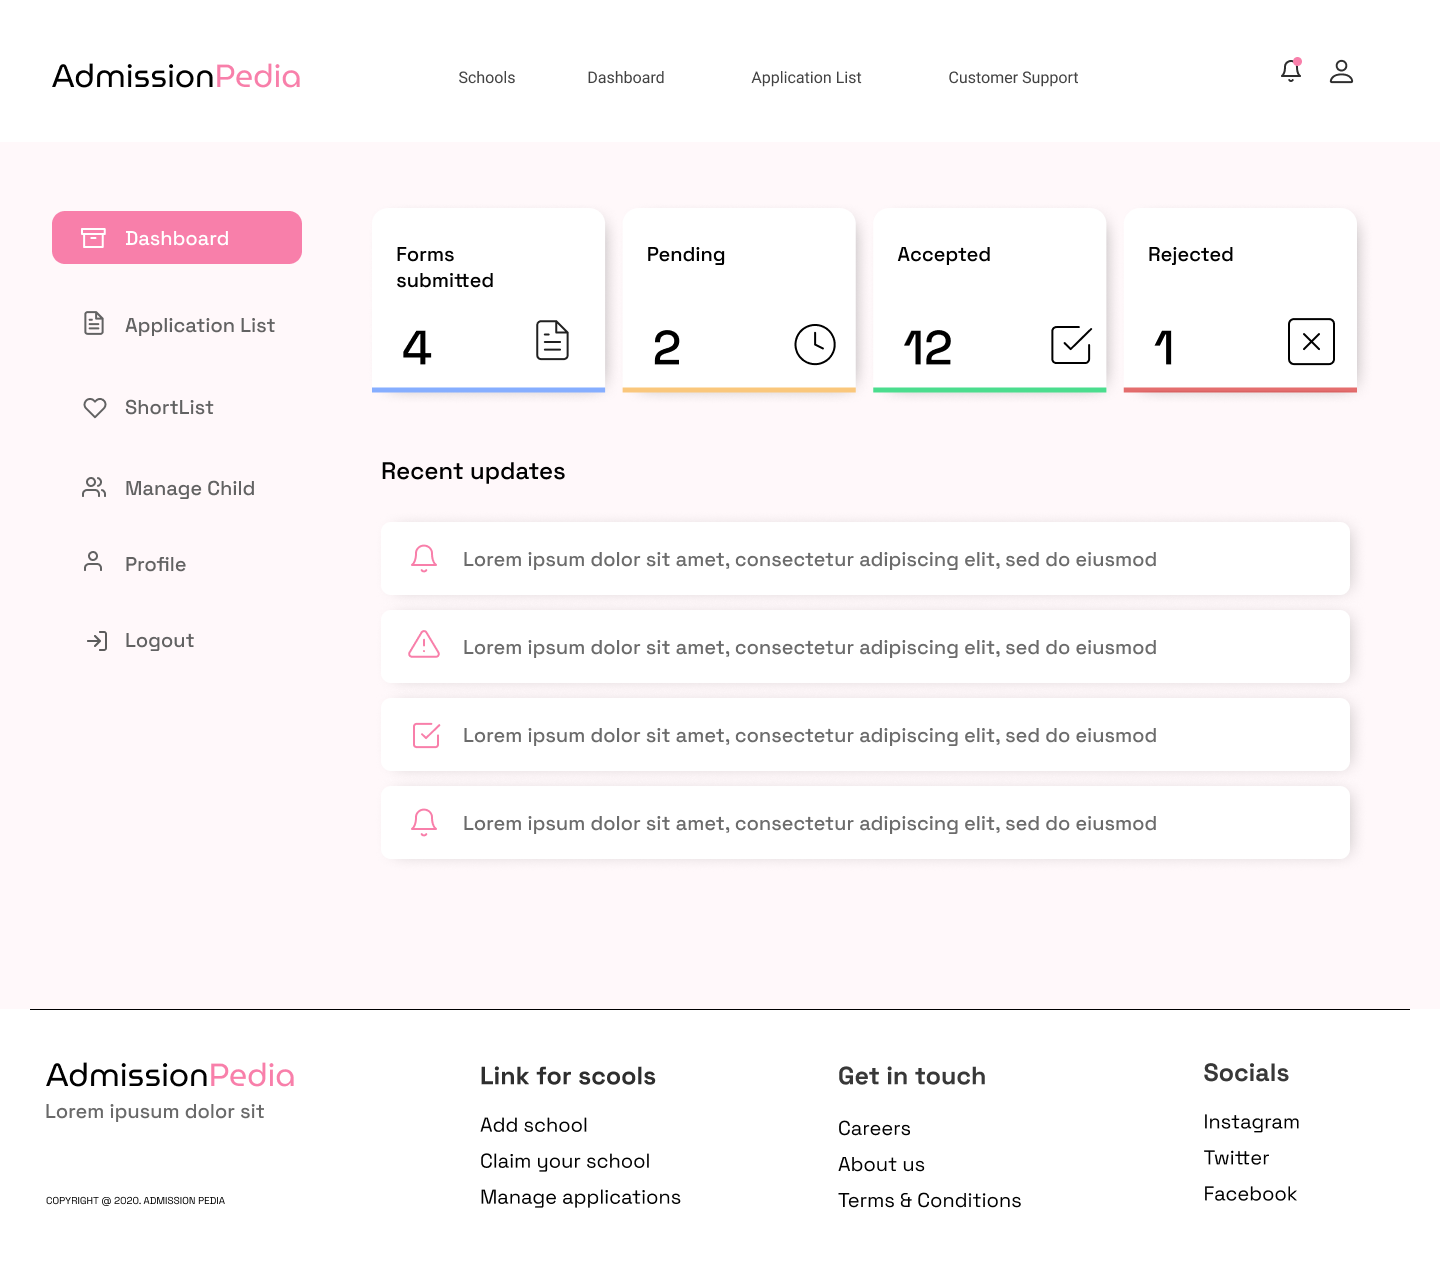 AdmissionPedia
Schools
Dashboard
Application List
Customer Support
Dashboard
Application List
ShortList
Manage Child
Profile
Logout
Forms
submitted
4
Pending
2
Accepted
12
Rejected
1
Recent updates
Lorem ipsum dolor sit amet, consectetur adipiscing elit, sed do eiusmod
Lorem ipsum dolor sit amet, consectetur adipiscing elit, sed do eiusmod
Lorem ipsum dolor sit amet, consectetur adipiscing elit, sed do eiusmod
Lorem ipsum dolor sit amet, consectetur adipiscing elit, sed do eiusmod
AdmissionPedia
Lorem ipusum dolor sit
COPYRIGHT @ 2020. ADMISSION PEDIA
Link for scools
Add school
Claim your school
Manage applications
Get in touch
Careers
About us
Terms & Conditions
Socials
Instagram
Twitter
Facebook